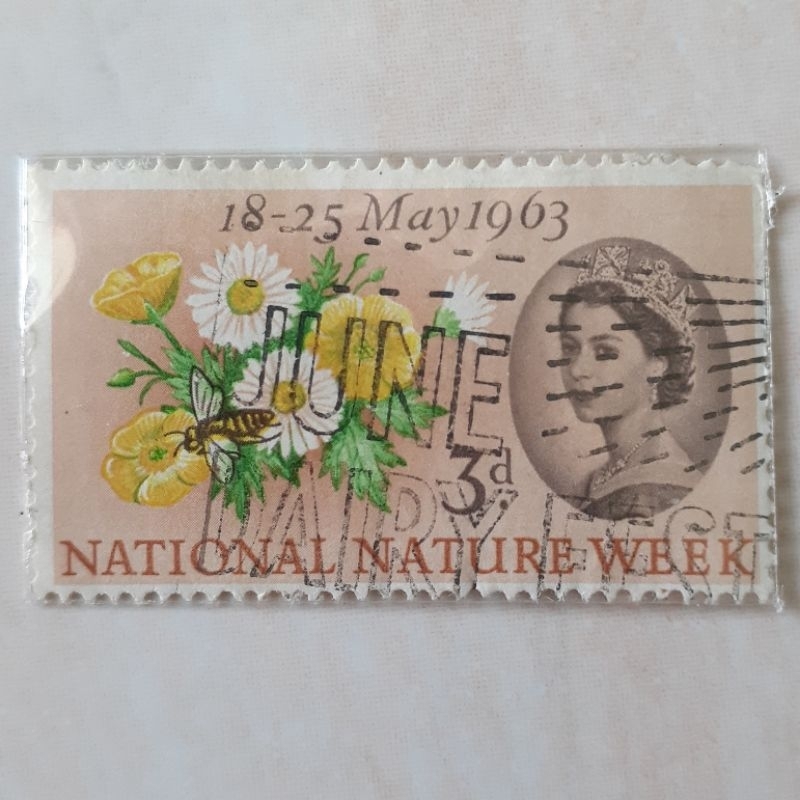 18-25 May 1963
JUNE
3d
DAIRY FEST
NATIONAL NATURE WEEK